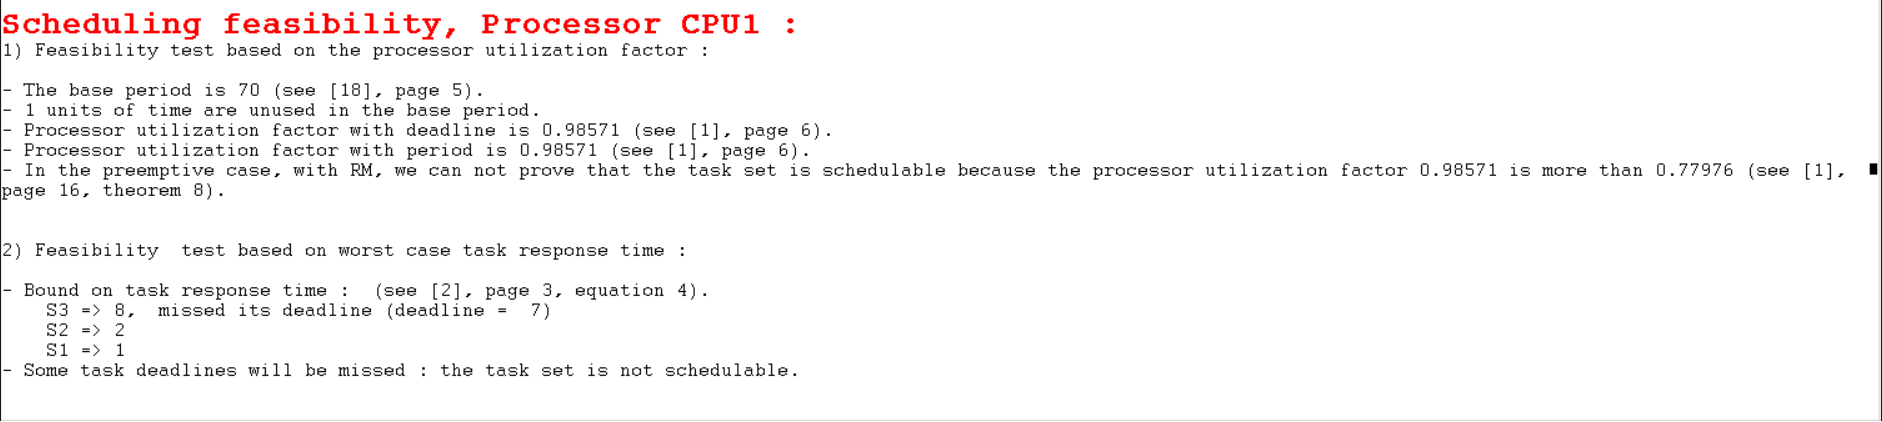 Scheduling feasibility, Processor CPU1 :
1) Feasibility test based on the processor utilization factor :
- The base period is 70 (see [18], page 5).
- 1 units of time are unused in the base period.
- Processor utilization factor with deadline is 0.98571 (see [1], page 6).
- Processor utilization factor with period is 0.98571 (see [1], page 6).
- In the preemptive case, with RM, we can not prove that the task set is schedulable because the processor utilization factor 0.98571 is more than 0.77976 (see [1],
page 16, theorem 8).
2) Feasibility  test based on worst case task response time :
- Bound on task response time :  (see [2], page 3, equation 4).
S3 => 8,  missed its deadline (deadline =  7)
S2 => 2
S1 => 1
- Some task deadlines will be missed : the task set is not schedulable.